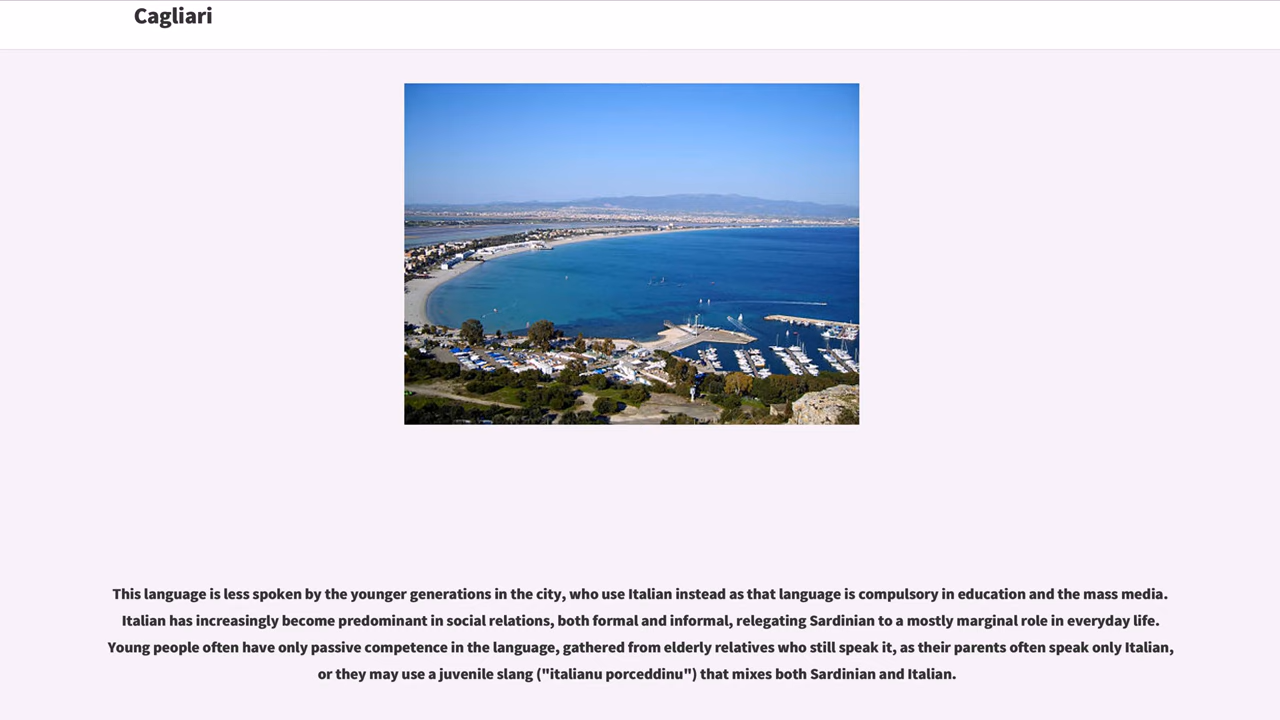 Cagliari
This language is less spoken by the younger generations in the city, who use Italian instead as that language is compulsory in education and the mass media.
Italian has increasingly become predominant in social relations, both formal and informal, relegating Sardinian to a mostly marginal role in everyday life.
Young people often have only passive competence in the language, gathered from elderly relatives who still speak it, as their parents often speak only Italian,
or they may use a juvenile slang ("italianu porceddinu") that mixes both Sardinian and Italian.